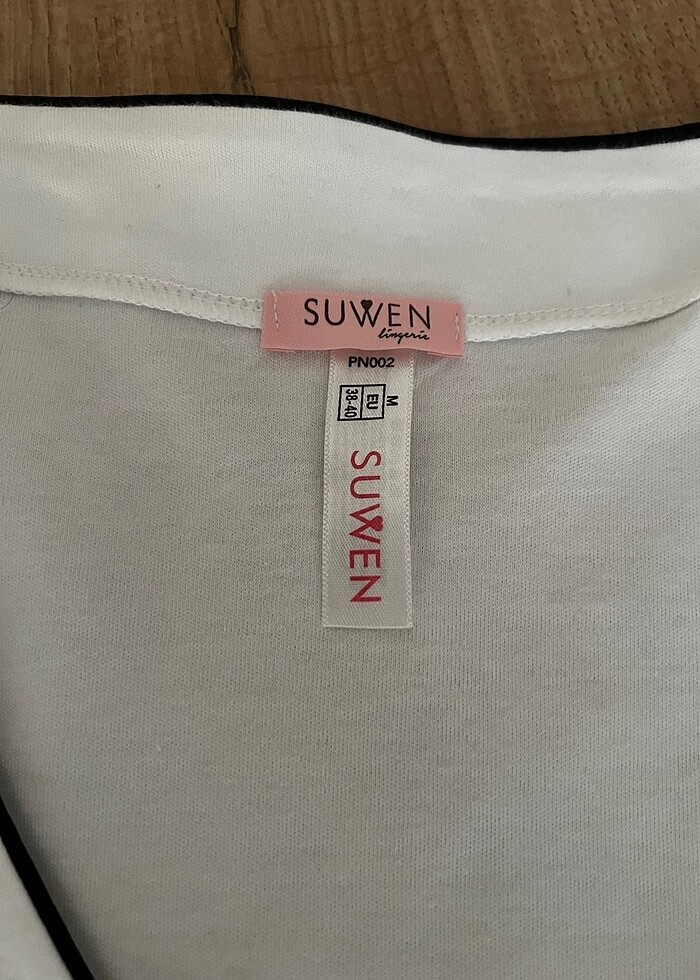 SUWEN
lingerie
PN002
M
EU
38-40
SUWEN